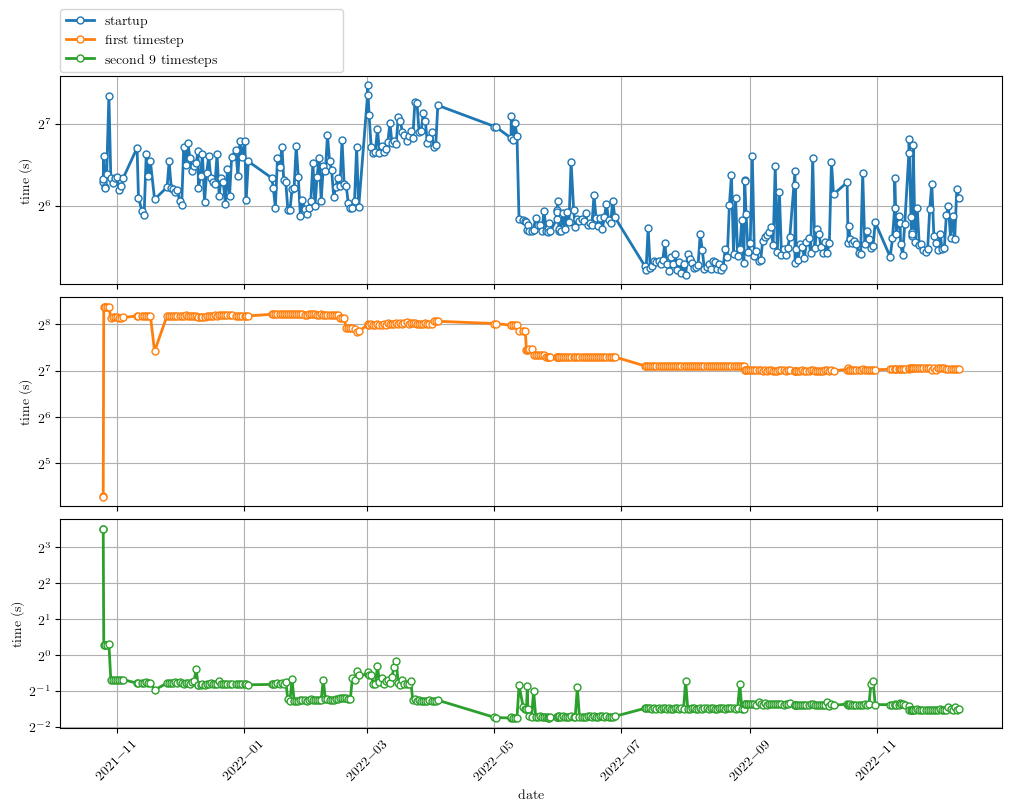 startup
first timestep
second 9 timesteps
2^7
2^6
time (s)
2^8
2^7
2^6
2^5
time (s)
2^3
2^2
2^1
2^0
2^−1
2^−2
time (s)
2021−11
2022−01
2022−03
2022−05
2022−07
2022−09
2022−11
date